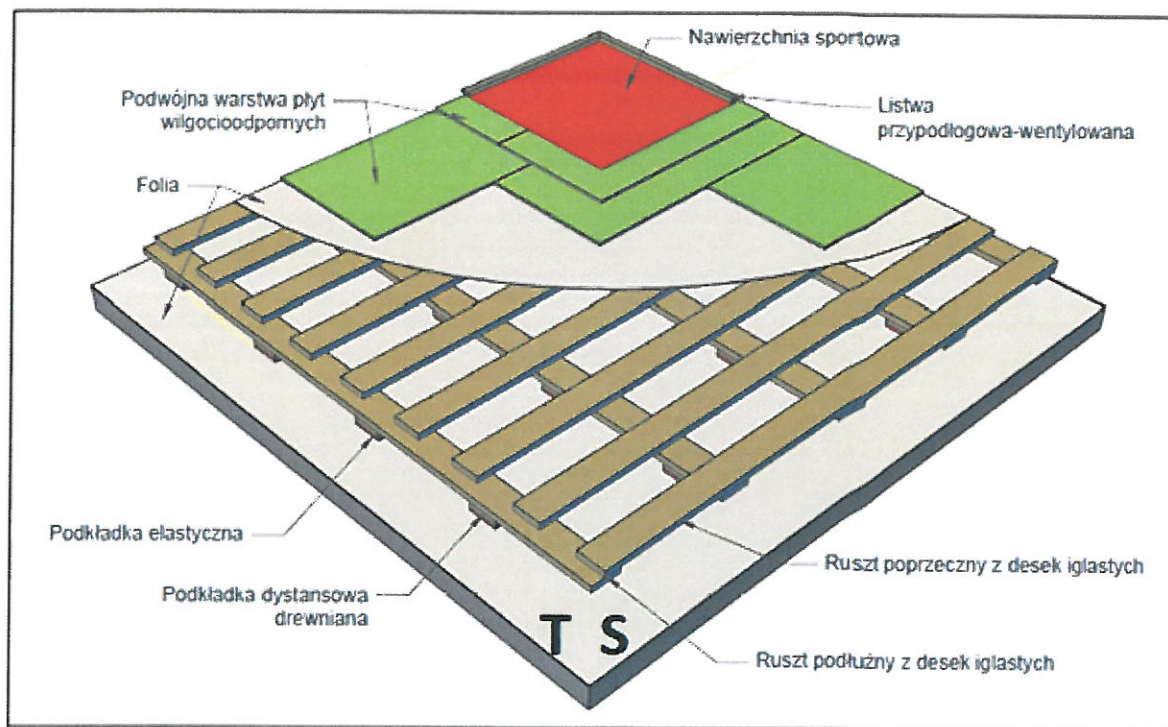 Nawierzchnia sportowa
Podwójna warstwa płyt
wilgocioodpornych
Listwa
przypodłogowa-wentylowana
Folia
Podkładka elastyczna
Podkładka dystansowa
drewniana
Ruszt poprzeczny z desek iglastych
Ruszt podłużny z desek iglastych
T S